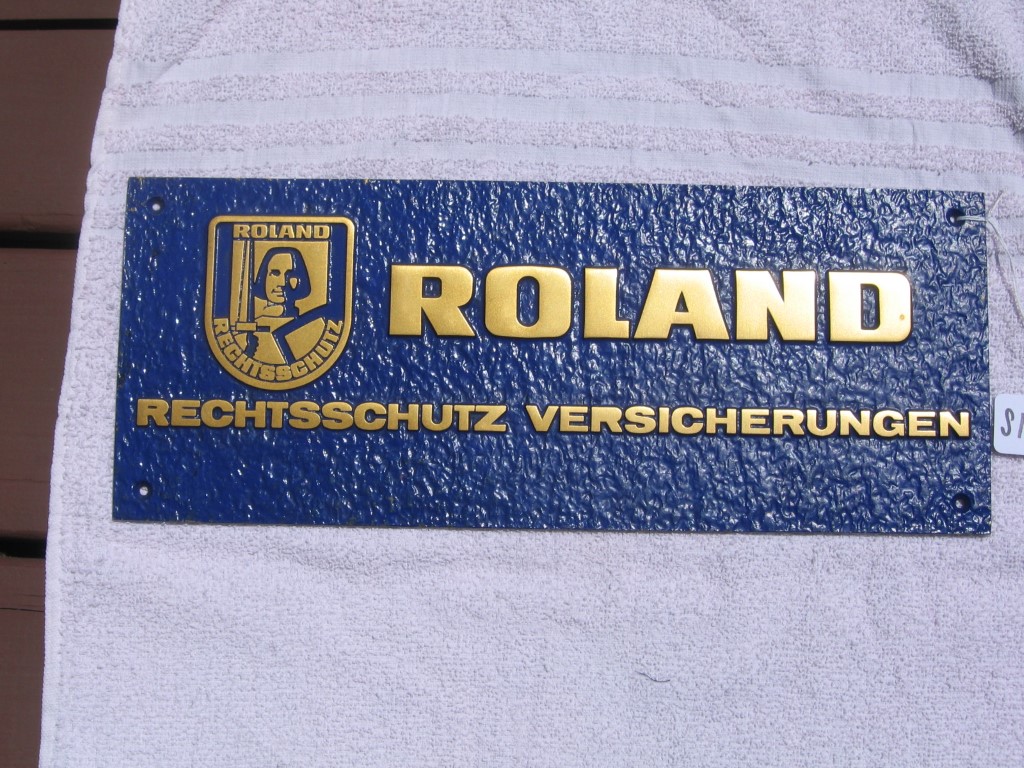 ROLAND
RECHTSSCHUTZ
ROLAND
RECHTSSCHUTZ VERSICHERUNGEN